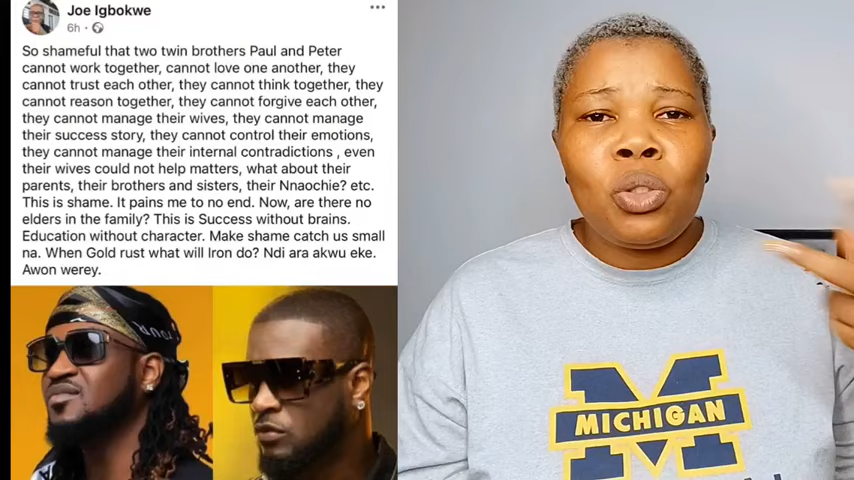 Joe Igbokwe
6h
So shameful that two twin brothers Paul and Peter
cannot work together, cannot love one another, they
cannot trust each other, they cannot think together, they
cannot reason together, they cannot forgive each other,
they cannot manage their wives, they cannot manage
their success story, they cannot control their emotions,
they cannot manage their internal contradictions , even
their wives could not help matters, what about their
parents, their brothers and sisters, their Nnaochie? etc.
This is shame. It pains me to no end. Now, are there no
elders in the family? This is Success without brains.
Education without character. Make shame catch us small
na. When Gold rust what will Iron do? Ndi ara akwu eke.
Awon werey.
MICHIGAN